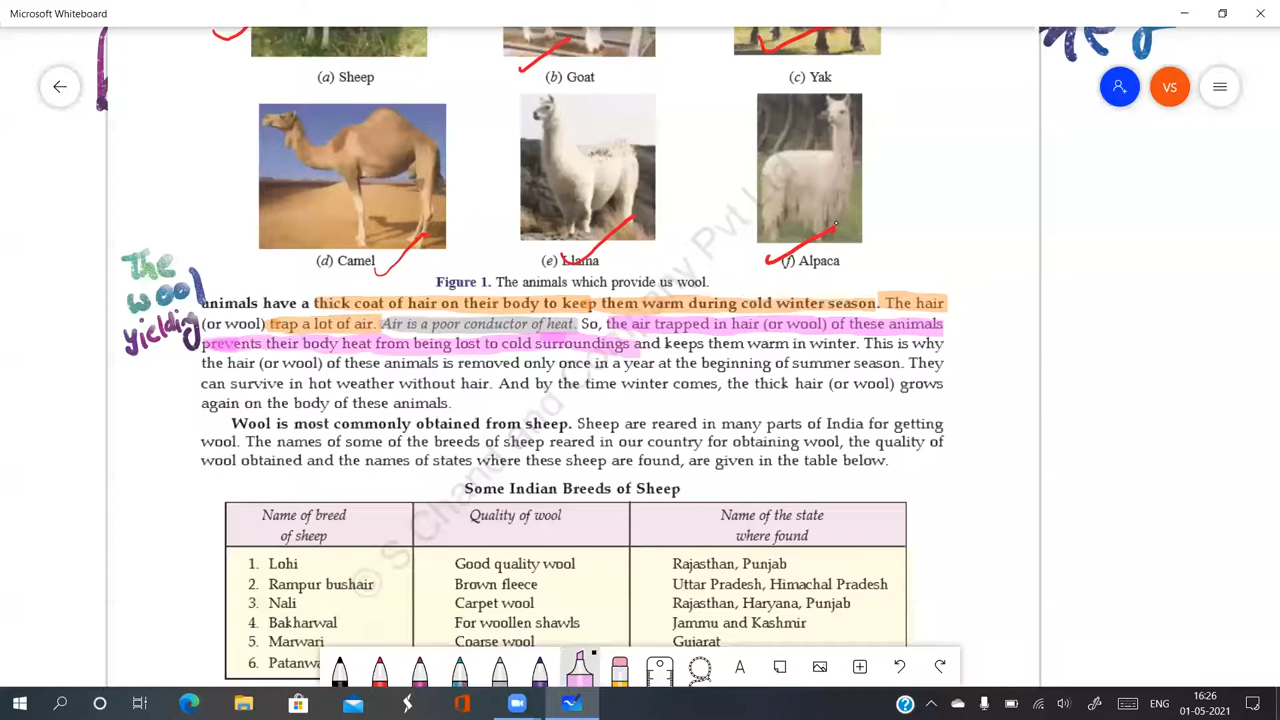 Microsoft Whiteboard
VS
(a) Sheep
(b) Goat
(c) Yak
(d) Camel
(e) Llama
(f) Alpaca
Figure 1. The animals which provide us wool.
The
wool
yielding
animals have a thick coat of hair on their body to keep them warm during cold winter season. The hair
(or wool) trap a lot of air. Air is a poor conductor of heat. So, the air trapped in hair (or wool) of these animals
prevents their body heat from being lost to cold surroundings and keeps them warm in winter. This is why
the hair (or wool) of these animals is removed only once in a year at the beginning of summer season. They
can survive in hot weather without hair. And by the time winter comes, the thick hair (or wool) grows
again on the body of these animals.
Wool is most commonly obtained from sheep. Sheep are reared in many parts of India for getting
wool. The names of some of the breeds of sheep reared in our country for obtaining wool, the quality of
wool obtained and the names of states where these sheep are found, are given in the table below.
Some Indian Breeds of Sheep
Name of breed of sheep Quality of wool Name of the state where found
1. Lohi Good quality wool Rajasthan, Punjab
2. Rampur bushair Brown fleece Uttar Pradesh, Himachal Pradesh
3. Nali Carpet wool Rajasthan, Haryana, Punjab
4. Bakharwal For woollen shawls Jammu and Kashmir
5. Marwari Coarse wool Gujarat
6. Patanwa
© S Chand and Company Pvt Ltd
A
ENG
16:26
01-05-2021